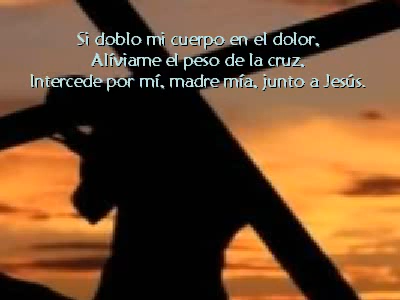 Si doblo mi cuerpo en el dolor,
Alíviame el peso de la cruz,
Intercede por mí, madre mía, junto a Jesús.